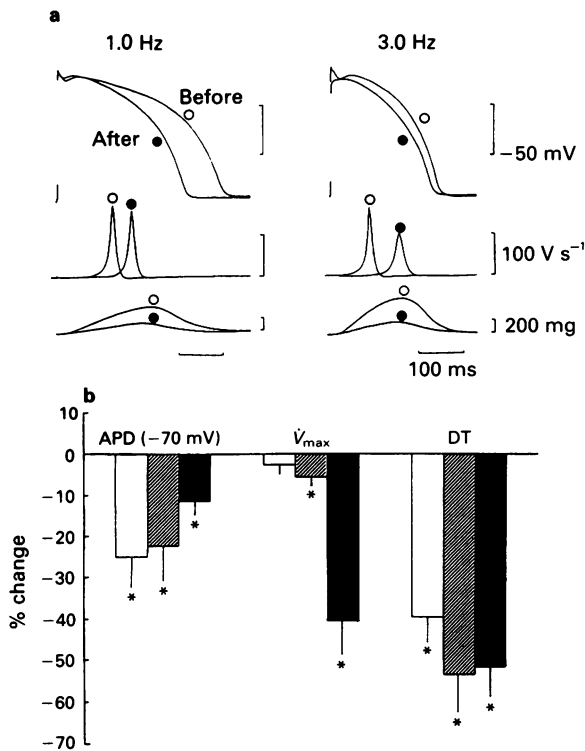 a
1.0 Hz 3.0 Hz
Before
After
−50 mV
100 V s⁻¹
200 mg
100 ms
b
APD (−70 mV) V̇max DT
% change
10
0
−10
−20
−30
−40
−50
−60
−70
* * * * * * * *